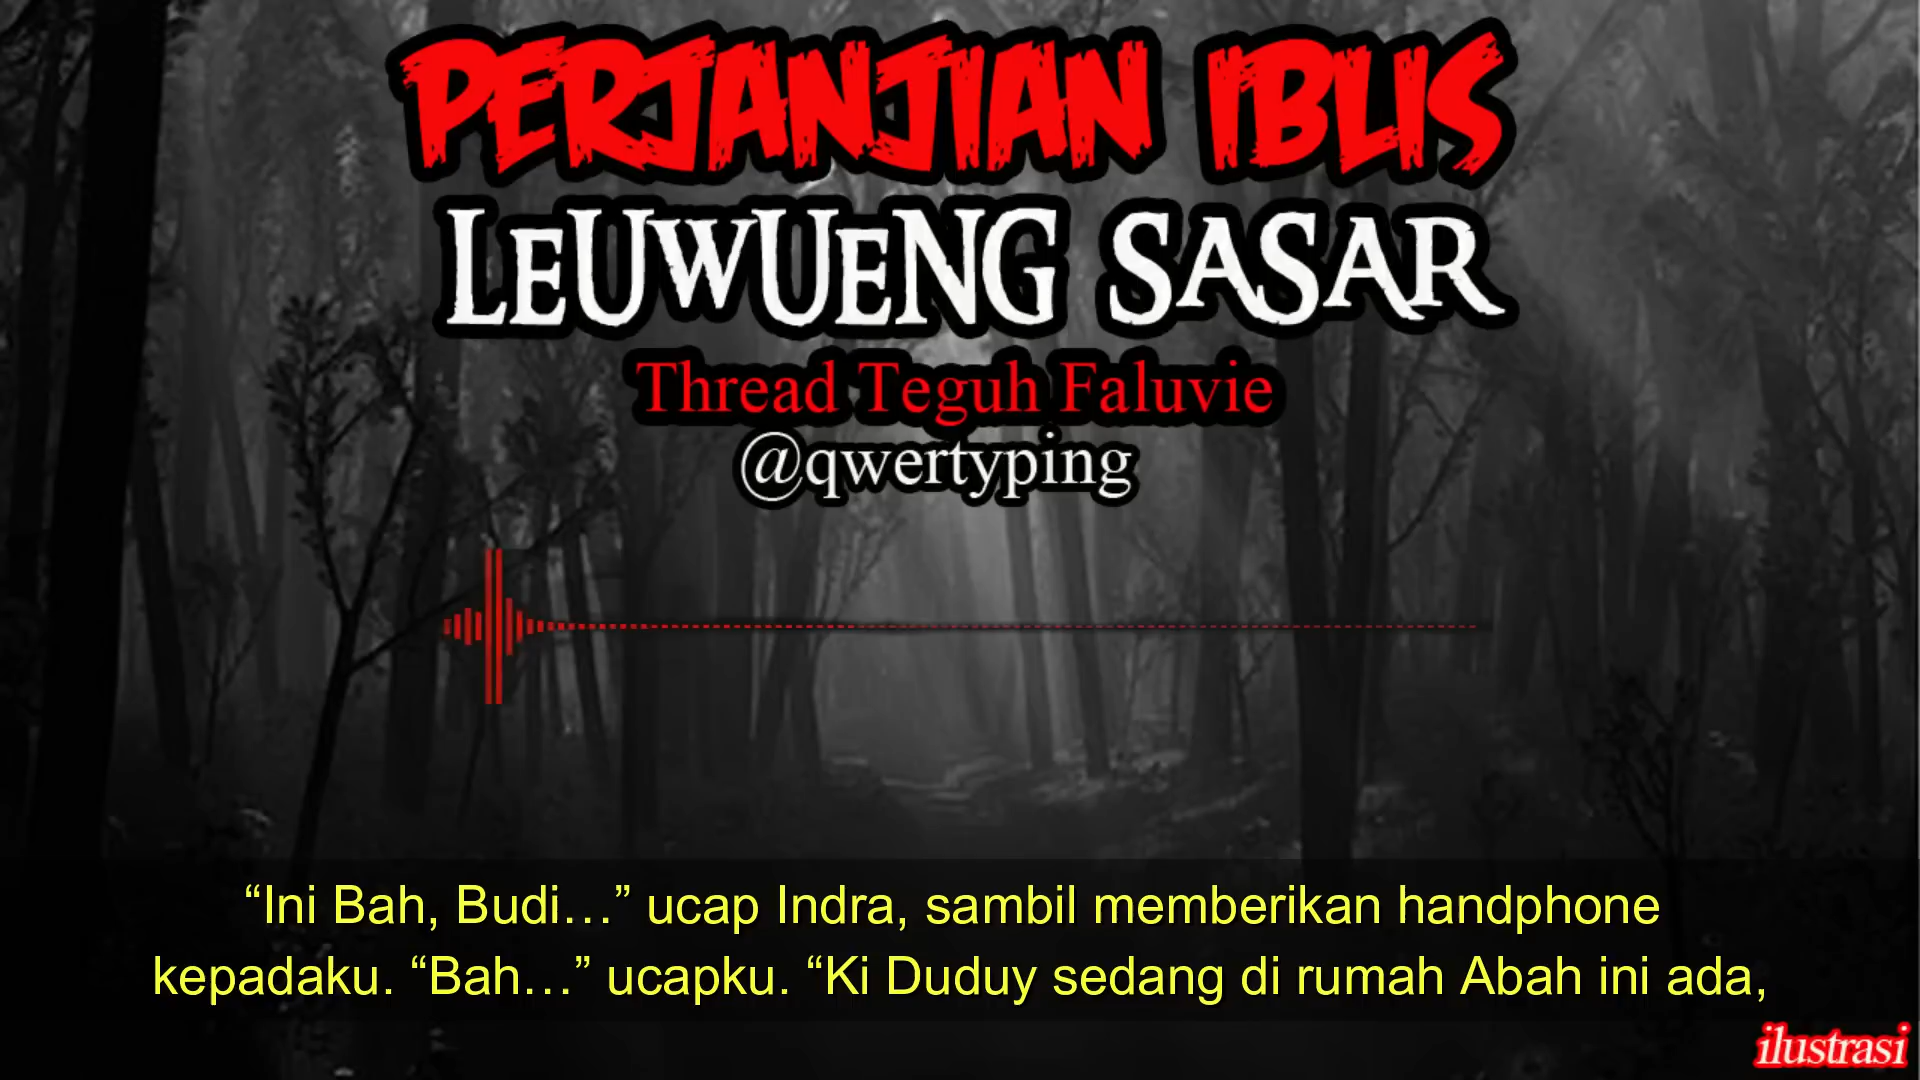 PERJANJIAN IBLIS
LEUWUENG SASAR
Thread Teguh Faluvie
@qwertyping
“Ini Bah, Budi…” ucap Indra, sambil memberikan handphone
kepadaku. “Bah…” ucapku. “Ki Duduy sedang di rumah Abah ini ada,
ilustrasi